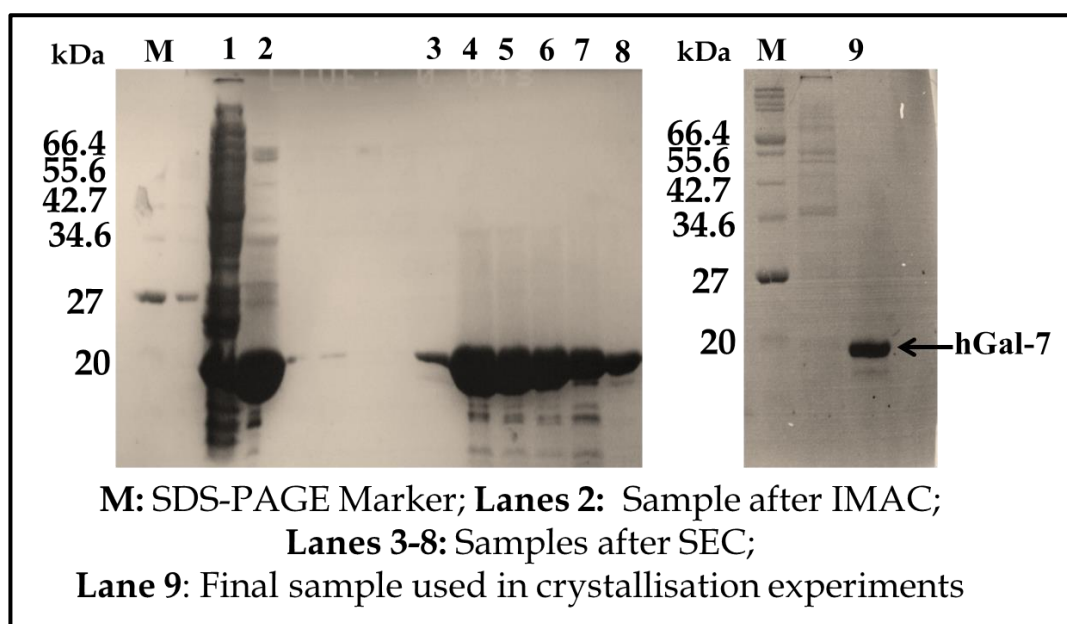 kDa M 1 2 3 4 5 6 7 8
66.4
55.6
42.7
34.6
27
20
kDa M 9
66.4
55.6
42.7
34.6
27
20
hGal-7
M: SDS-PAGE Marker; Lanes 2: Sample after IMAC;
Lanes 3-8: Samples after SEC;
Lane 9: Final sample used in crystallisation experiments